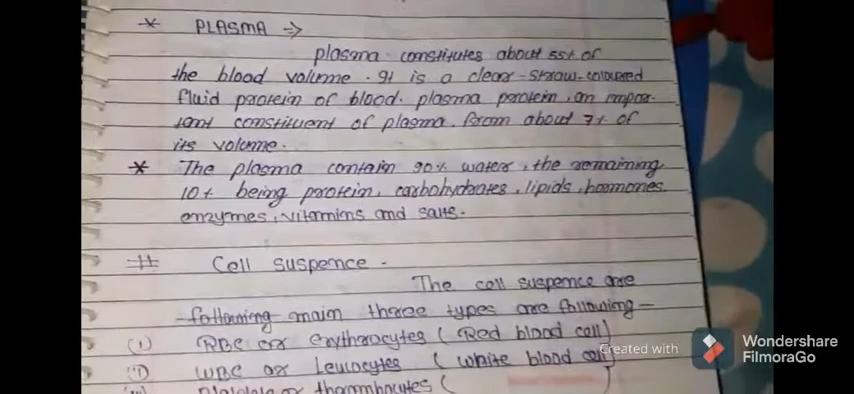 * PLASMA ⇒
plasma constitutes about 55% of
the blood volume. It is a clear-straw-coloured
fluid protein of blood. plasma protein, an impor-
tant constituent of plasma. from about 7% of
its volume.
* The plasma contain 90% water, the remaining
10% being protein, carbohydrates, lipids, hormones
enzymes, vitamins and salts.
# Cell suspence -
The cell suspence are
following main three types are following -
(i) RBC or erythrocytes (Red blood cell)
(ii) WBC or Leucocytes (White blood cell)
(iii) Platelets or thrombocytes ( )
Created with
Wondershare
FilmoraGo